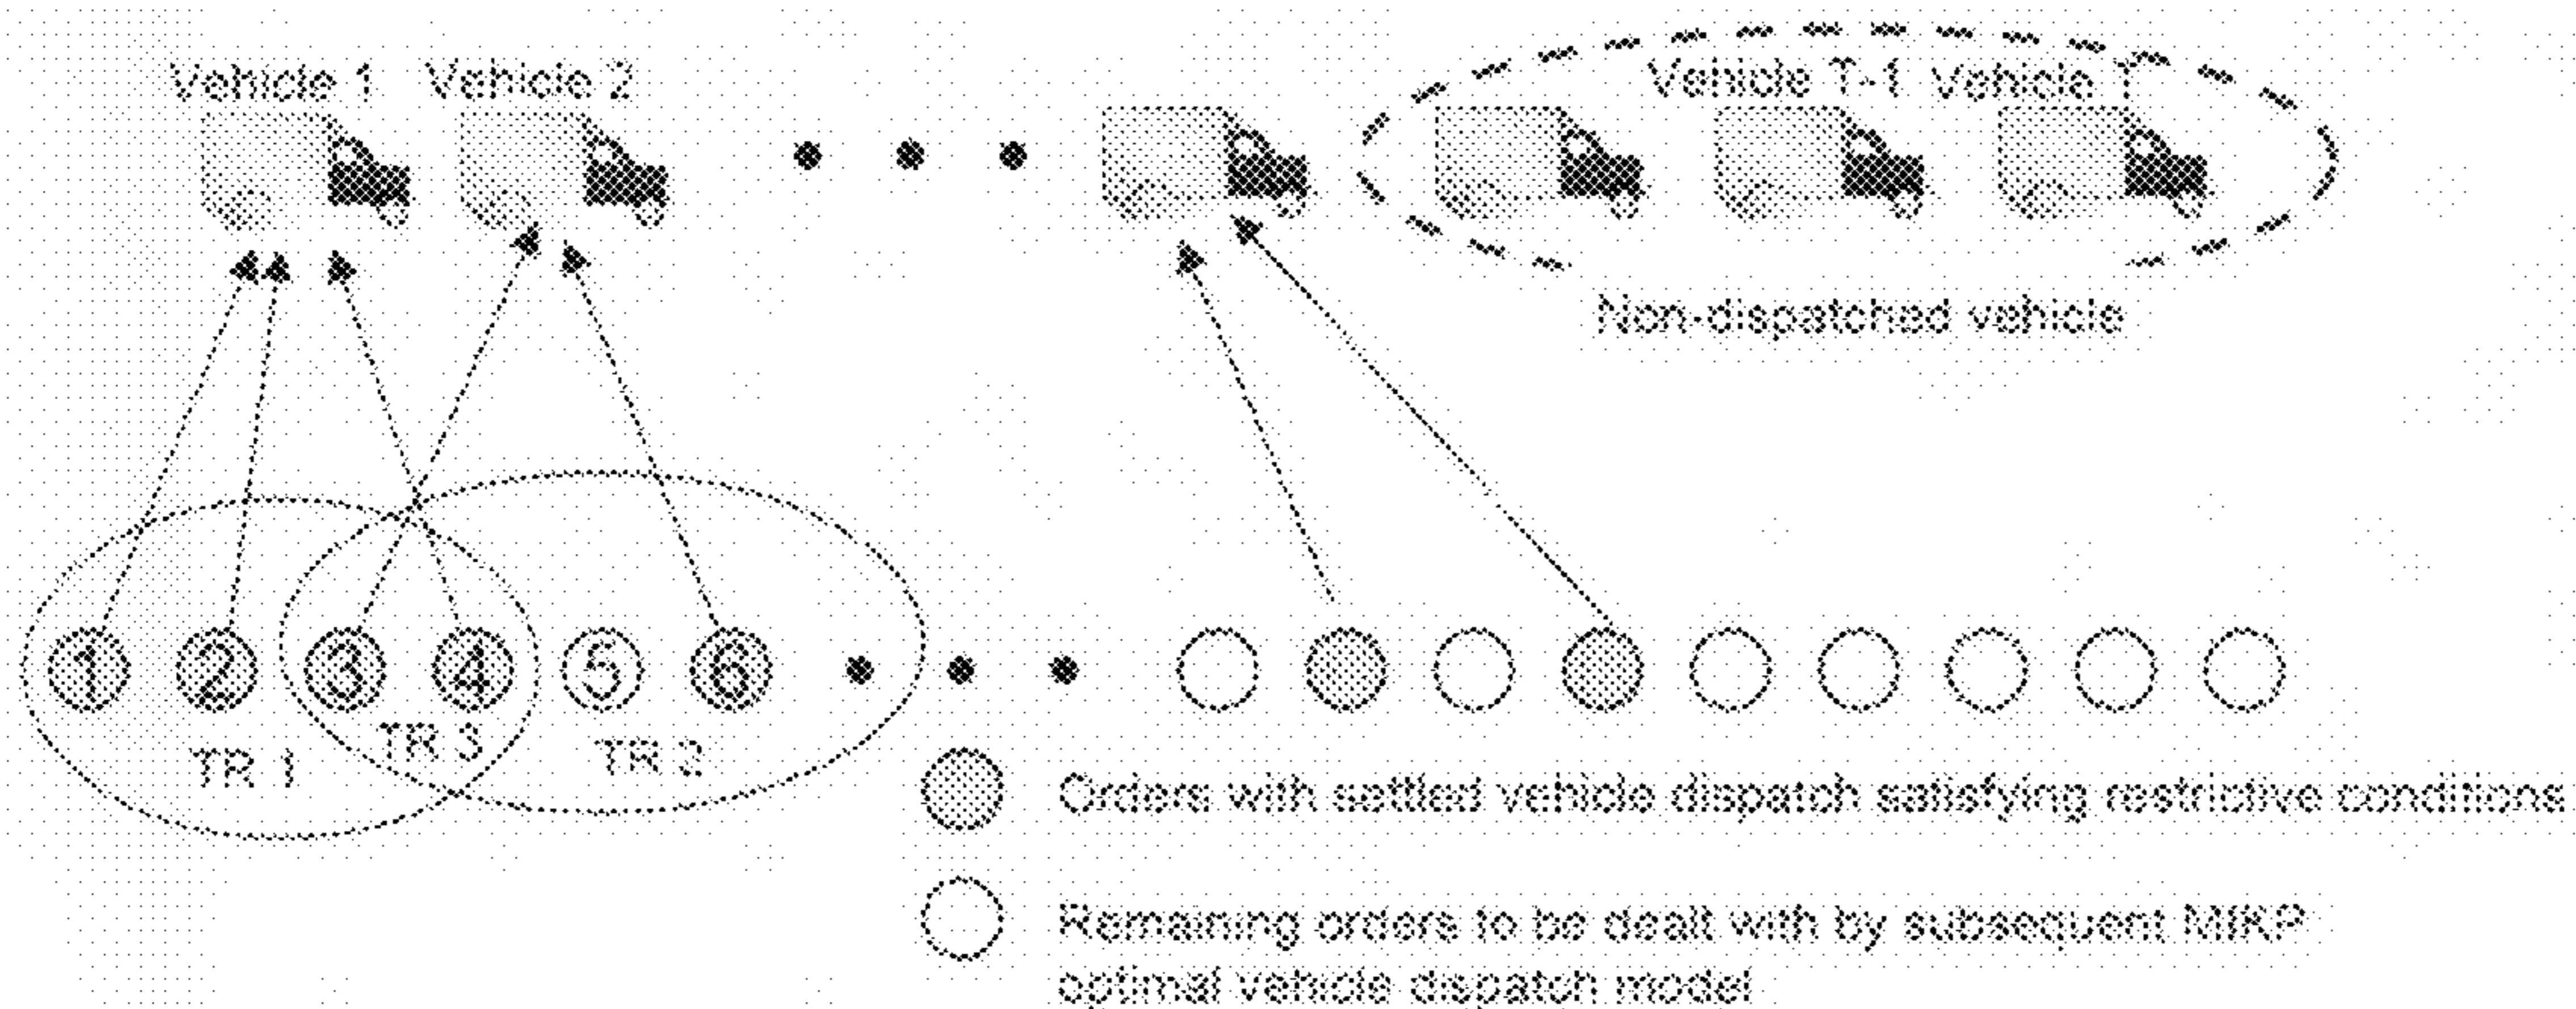 Vehicle 1 Vehicle 2 Vehicle T-1 Vehicle T
Non-dispatched vehicle
1 2 3 4 5 6
TR 1 TR 3 TR 2
Orders with settled vehicle dispatch satisfying restrictive conditions
Remaining orders to be dealt with by subsequent MIRP
optimal vehicle dispatch model